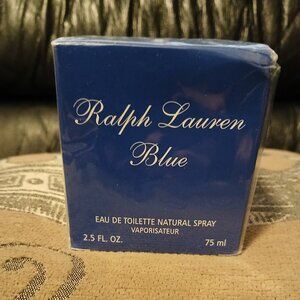 Ralph Lauren
Blue
EAU DE TOILETTE NATURAL SPRAY
VAPORISATEUR
2.5 FL. OZ. 75 ml